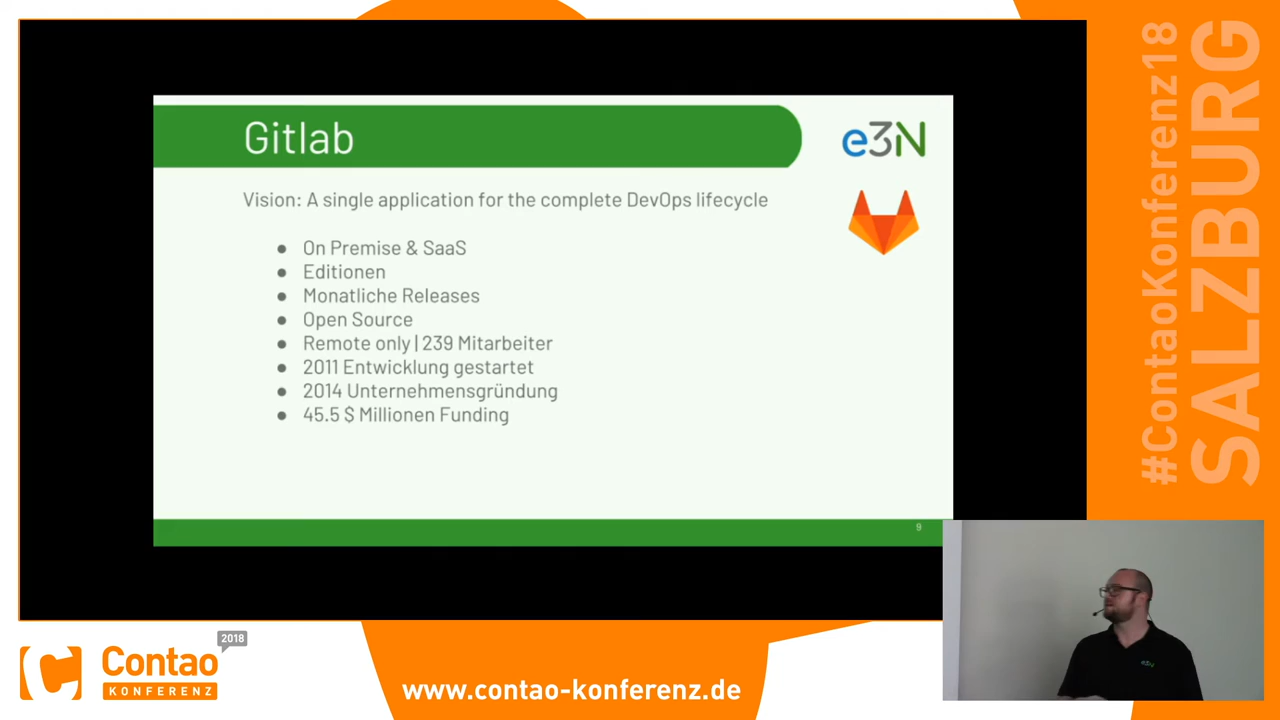 Gitlab
e3N
Vision: A single application for the complete DevOps lifecycle
● On Premise & SaaS
● Editionen
● Monatliche Releases
● Open Source
● Remote only | 239 Mitarbeiter
● 2011 Entwicklung gestartet
● 2014 Unternehmensgründung
● 45.5 $ Millionen Funding
9
#ContaoKonferenz18
SALZBURG
e3N
2018
Contao
KONFERENZ
www.contao-konferenz.de